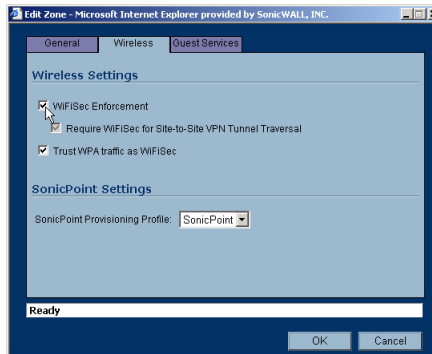 Edit Zone - Microsoft Internet Explorer provided by SonicWALL, INC.
General Wireless Guest Services
Wireless Settings
WiFiSec Enforcement
Require WiFiSec for Site-to-Site VPN Tunnel Traversal
Trust WPA traffic as WiFiSec
SonicPoint Settings
SonicPoint Provisioning Profile: SonicPoint
Ready
OK Cancel